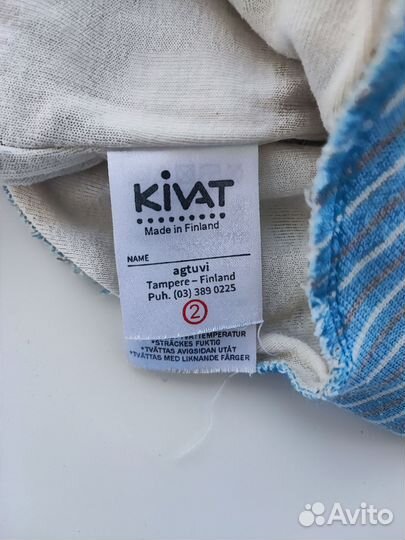 KIVAT
Made in Finland
NAME
agtuvi
Tampere – Finland
Puh. (03) 389 0225
2
TVÄTTEMPERATUR
*STRÄCKES FUKTIG
*TVÄTTAS AVIGSIDAN UTÅT
*TVÄTTAS MED LIKNANDE FÄRGER
Avito